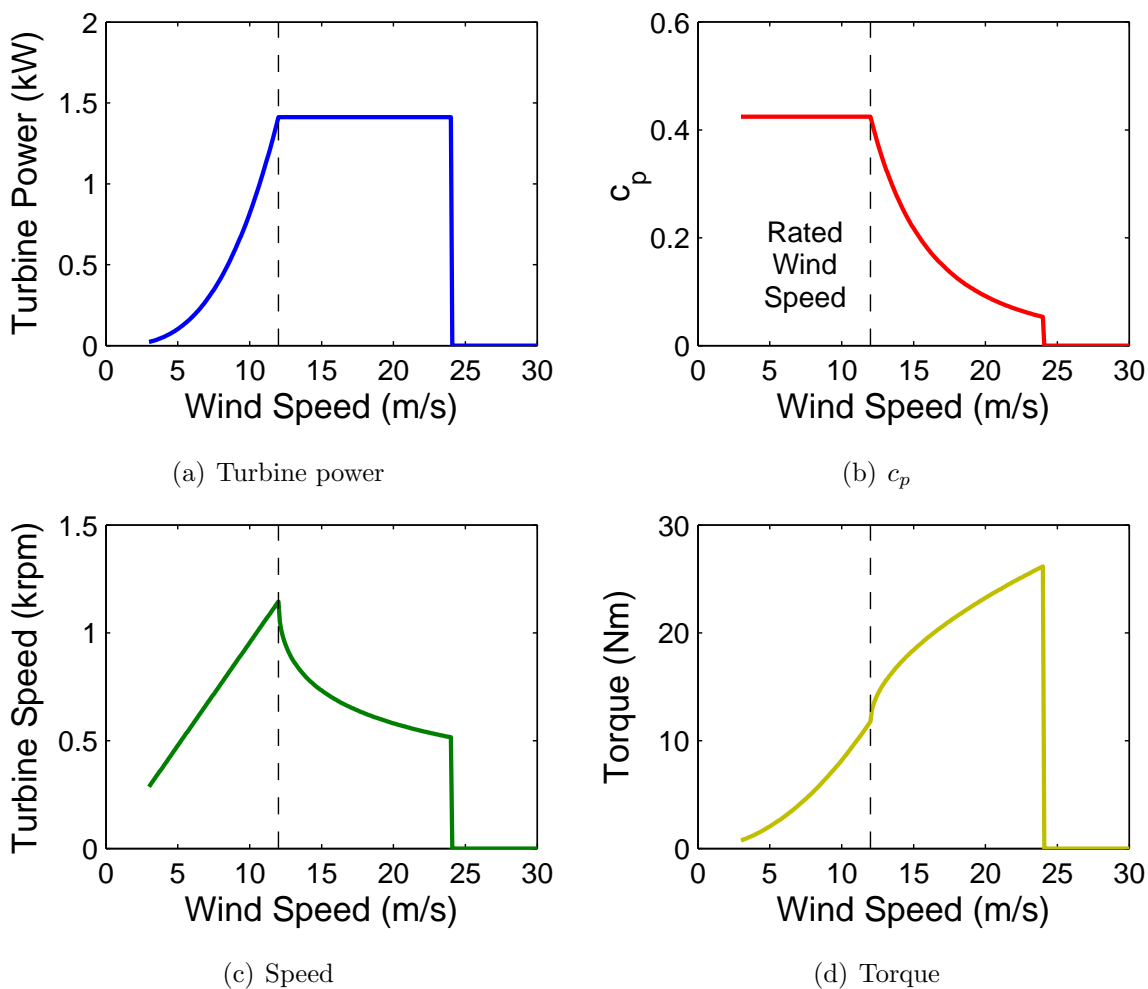 Turbine Power (kW)
2
1.5
1
0.5
0
0 5 10 15 20 25 30
Wind Speed (m/s)
(a) Turbine power
c_p
0.6
0.4
0.2
0
Rated
Wind
Speed
0 5 10 15 20 25 30
Wind Speed (m/s)
(b) c_p
Turbine Speed (krpm)
1.5
1
0.5
0
0 5 10 15 20 25 30
Wind Speed (m/s)
(c) Speed
Torque (Nm)
30
20
10
0
0 5 10 15 20 25 30
Wind Speed (m/s)
(d) Torque